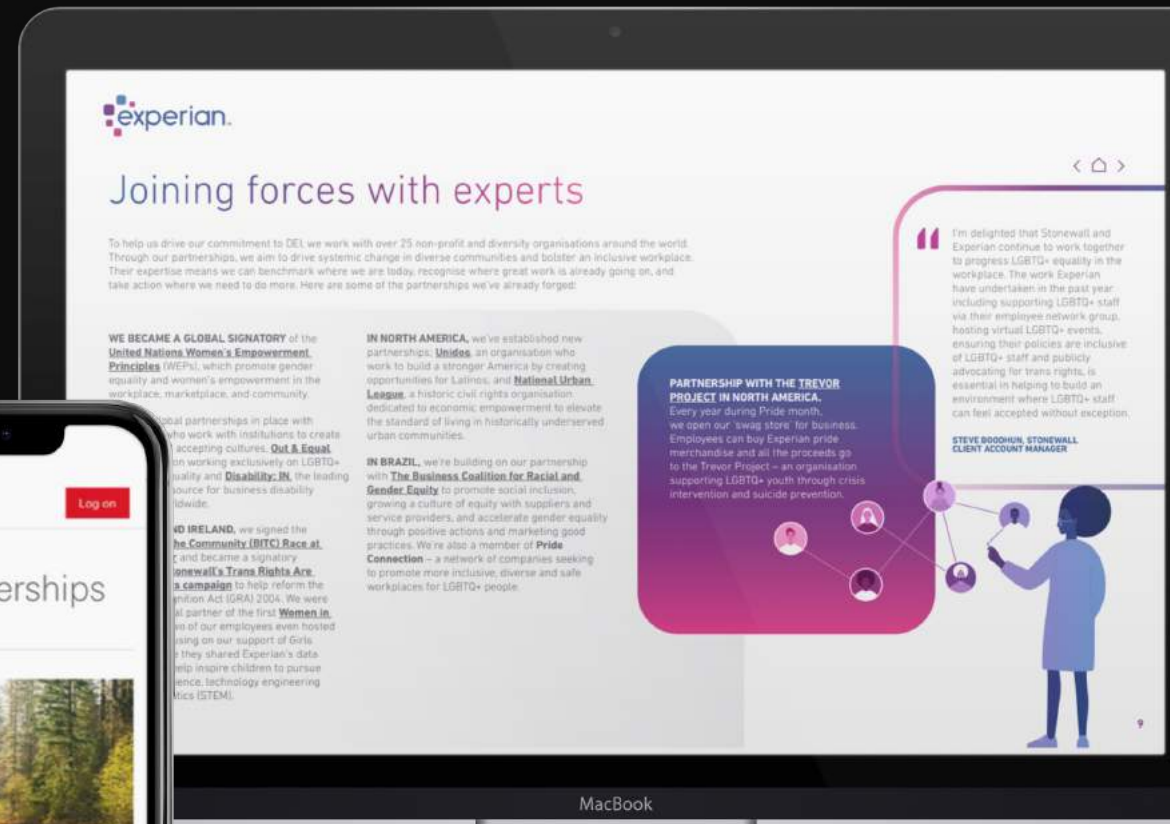 experian.
Joining forces with experts
To help us drive our commitment to DEI, we work with over 25 non-profit and diversity organisations around the world.
Through our partnerships, we aim to drive systemic change in diverse communities and bolster an inclusive workplace.
Their expertise means we can benchmark where we are today, recognise where great work is already going on, and
take action where we need to do more. Here are some of the partnerships we've already forged:
WE BECAME A GLOBAL SIGNATORY of the
United Nations Women's Empowerment
Principles (WEPs), which promote gender
equality and women's empowerment in the
workplace, marketplace, and community.
partnerships in place with
who work with institutions to create
accepting cultures, Out & Equal
working exclusively on LGBTQ+
and Disability: IN, the leading
for business disability
ND IRELAND, we signed the
the Community (BITC) Race at
and became a signatory
Trans Rights Are
campaign to help reform the
Act (GRA) 2004. We were
partner of the first Women in
of our employees even hosted
on our support of Girls
they shared Experian's data
help inspire children to pursue
technology engineering
(STEM).
IN NORTH AMERICA, we've established new
partnerships; Unidos, an organisation who
work to build a stronger America by creating
opportunities for Latinos, and National Urban
League, a historic civil rights organisation
dedicated to economic empowerment to elevate
the standard of living in historically underserved
urban communities.
IN BRAZIL, we're building on our partnership
with The Business Coalition for Racial and
Gender Equity to promote social inclusion,
growing a culture of equity with suppliers and
service providers, and accelerate gender equality
through positive actions and marketing good
practices. We're also a member of Pride
Connection – a network of companies seeking
to promote more inclusive, diverse and safe
workplaces for LGBTQ+ people.
PARTNERSHIP WITH THE TREVOR
PROJECT IN NORTH AMERICA.
Every year during Pride month,
we open our 'swag store' for business.
Employees can buy Experian pride
merchandise and all the proceeds go
to the Trevor Project – an organisation
supporting LGBTQ+ youth through crisis
intervention and suicide prevention.
I'm delighted that Stonewall and
Experian continue to work together
to progress LGBTQ+ equality in the
workplace. The work Experian
have undertaken in the past year
including supporting LGBTQ+ staff
via their employee network group,
hosting virtual LGBTQ+ events,
ensuring their policies are inclusive
of LGBTQ+ staff and publicly
advocating for trans rights, is
essential in helping to build an
environment where LGBTQ+ staff
can feel accepted without exception.
STEVE BOODHUN, STONEWALL
CLIENT ACCOUNT MANAGER
9
MacBook
Log on
erships